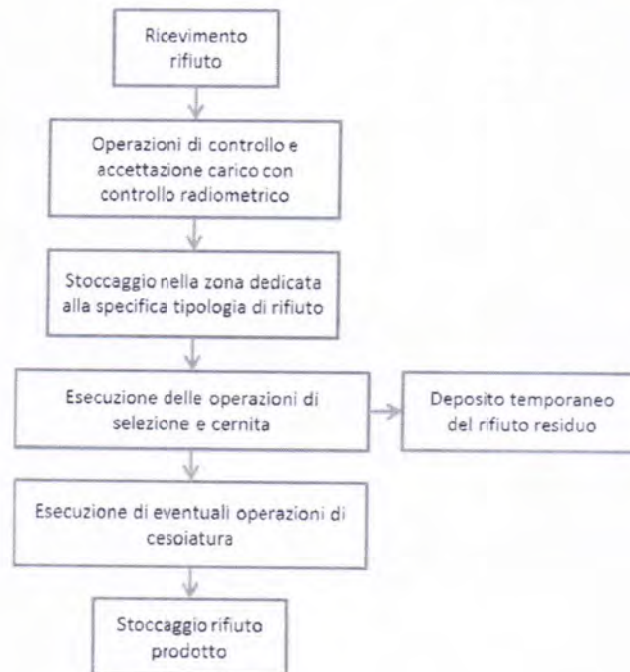 Ricevimento
rifiuto
Operazioni di controllo e
accettazione carico con
controllo radiometrico
Stoccaggio nella zona dedicata
alla specifica tipologia di rifiuto
Esecuzione delle operazioni di
selezione e cernita
Deposito temporaneo
del rifiuto residuo
Esecuzione di eventuali operazioni di
cesoiatura
Stoccaggio rifiuto
prodotto